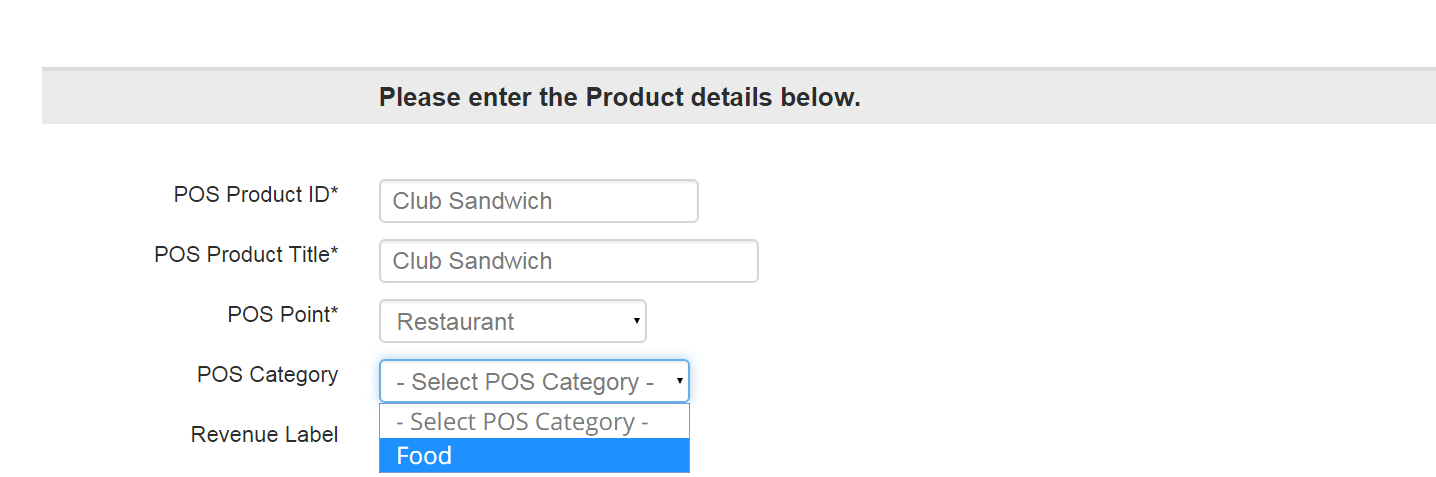 Please enter the Product details below.
POS Product ID* Club Sandwich
POS Product Title* Club Sandwich
POS Point* Restaurant
POS Category - Select POS Category -
- Select POS Category -
Revenue Label
Food